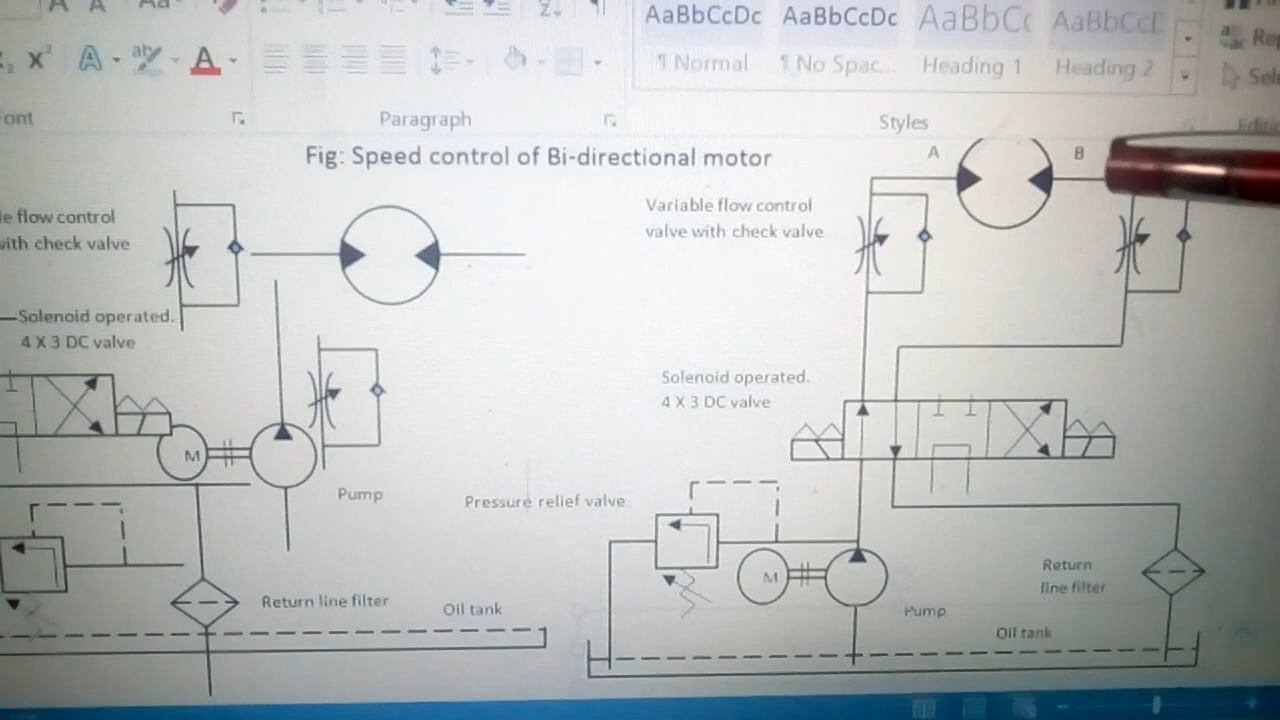 AaBbCcDc AaBbCcDc AaBbCc AaBbCcD
¶ Normal ¶ No Spac... Heading 1 Heading 2
ont
Paragraph
Styles
Fig: Speed control of Bi-directional motor
le flow control
with check valve
Solenoid operated.
4 X 3 DC valve
M
Pump
Return line filter
Oil tank
A
B
Variable flow control
valve with check valve
Solenoid operated.
4 X 3 DC valve
Pressure relief valve
M
Pump
Return
line filter
Oil tank